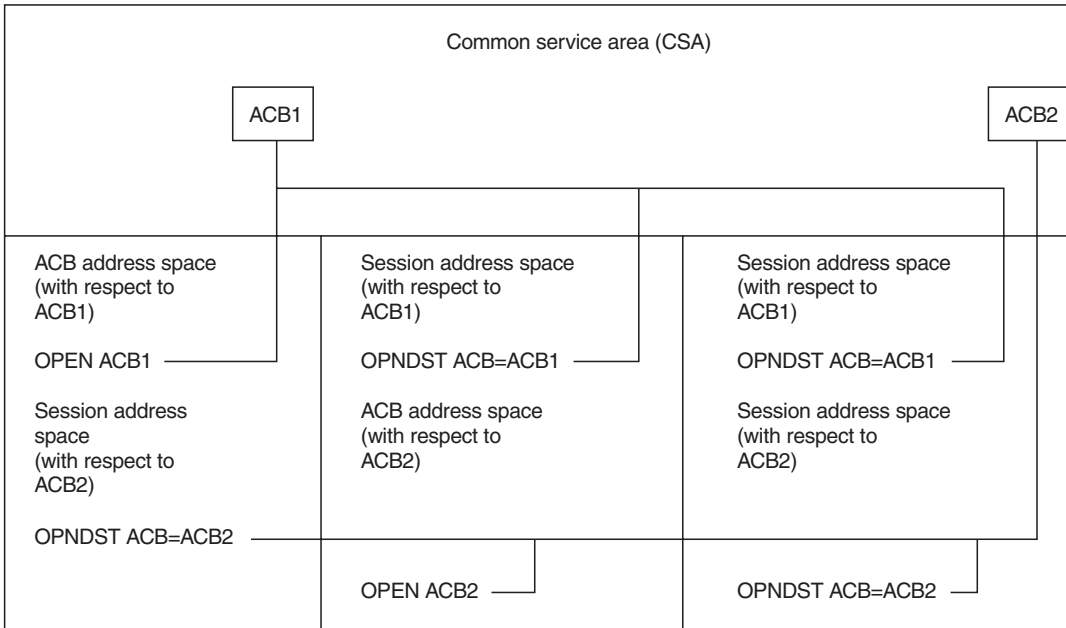 Common service area (CSA)
ACB1
ACB2
ACB address space
(with respect to
ACB1)
OPEN ACB1
Session address
space
(with respect to
ACB2)
OPNDST ACB=ACB2
Session address space
(with respect to
ACB1)
OPNDST ACB=ACB1
ACB address space
(with respect to
ACB2)
OPEN ACB2
Session address space
(with respect to
ACB1)
OPNDST ACB=ACB1
Session address space
(with respect to
ACB2)
OPNDST ACB=ACB2